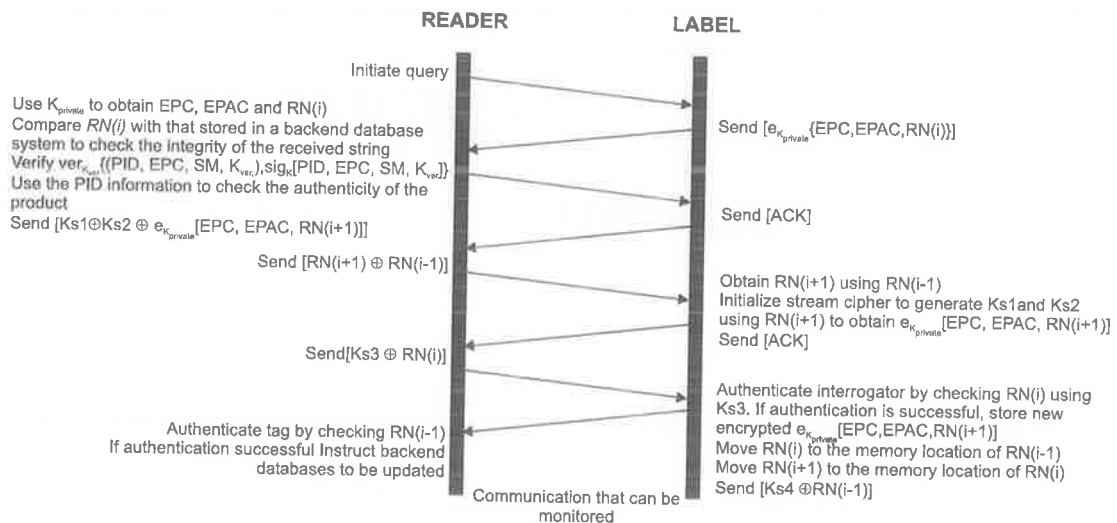 READER
LABEL
Initiate query
Use K_private to obtain EPC, EPAC and RN(i)
Compare RN(i) with that stored in a backend database
system to check the integrity of the received string
Verify ver_Kver{(PID, EPC, SM, K_ver,),sig_K[PID, EPC, SM, K_ver]}
Use the PID information to check the authenticity of the
product
Send [Ks1⊕Ks2 ⊕ e_Kprivate[EPC, EPAC, RN(i+1)]]
Send [e_Kprivate{EPC,EPAC,RN(i)}]
Send [ACK]
Send [RN(i+1) ⊕ RN(i-1)]
Obtain RN(i+1) using RN(i-1)
Initialize stream cipher to generate Ks1and Ks2
using RN(i+1) to obtain e_Kprivate[EPC, EPAC, RN(i+1)]
Send [ACK]
Send[Ks3 ⊕ RN(i)]
Authenticate interrogator by checking RN(i) using
Ks3. If authentication is successful, store new
encrypted e_Kprivate[EPC,EPAC,RN(i+1)]
Move RN(i) to the memory location of RN(i-1)
Move RN(i+1) to the memory location of RN(i)
Send [Ks4 ⊕RN(i-1)]
Authenticate tag by checking RN(i-1)
If authentication successful Instruct backend
databases to be updated
Communication that can be
monitored